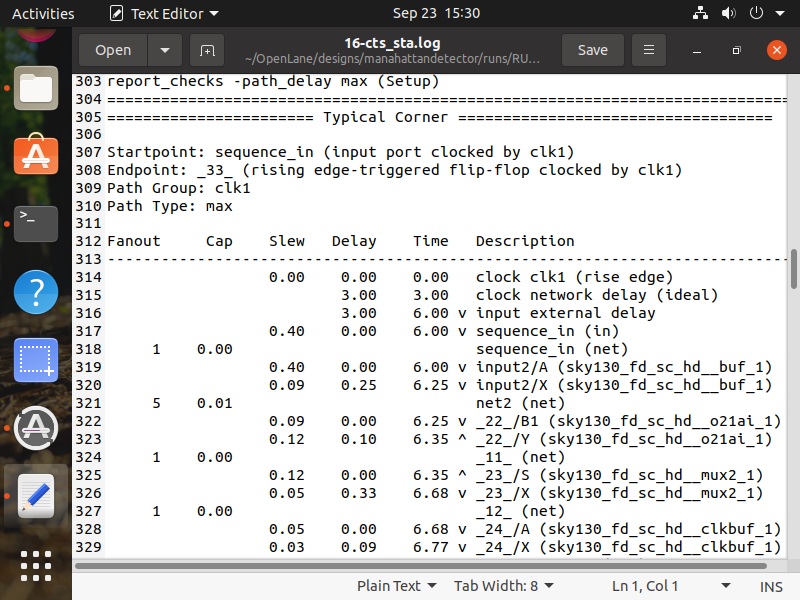 Activities Text Editor Sep 23 15:30
Open 16-cts_sta.log Save
~/OpenLane/designs/manahattandetector/runs/RU...
303 report_checks -path_delay max (Setup)
304 ===========================================================================
305 ======================= Typical Corner ===================================
306
307 Startpoint: sequence_in (input port clocked by clk1)
308 Endpoint: _33_ (rising edge-triggered flip-flop clocked by clk1)
309 Path Group: clk1
310 Path Type: max
311
312 Fanout Cap Slew Delay Time Description
313 ---------------------------------------------------------------------------
314 0.00 0.00 0.00 clock clk1 (rise edge)
315 3.00 3.00 clock network delay (ideal)
316 3.00 6.00 v input external delay
317 0.40 0.00 6.00 v sequence_in (in)
318 1 0.00 sequence_in (net)
319 0.40 0.00 6.00 v input2/A (sky130_fd_sc_hd__buf_1)
320 0.09 0.25 6.25 v input2/X (sky130_fd_sc_hd__buf_1)
321 5 0.01 net2 (net)
322 0.09 0.00 6.25 v _22_/B1 (sky130_fd_sc_hd__o21ai_1)
323 0.12 0.10 6.35 ^ _22_/Y (sky130_fd_sc_hd__o21ai_1)
324 1 0.00 _11_ (net)
325 0.12 0.00 6.35 ^ _23_/S (sky130_fd_sc_hd__mux2_1)
326 0.05 0.33 6.68 v _23_/X (sky130_fd_sc_hd__mux2_1)
327 1 0.00 _12_ (net)
328 0.05 0.00 6.68 v _24_/A (sky130_fd_sc_hd__clkbuf_1)
329 0.03 0.09 6.77 v _24_/X (sky130_fd_sc_hd__clkbuf_1)
Plain Text Tab Width: 8 Ln 1, Col 1 INS